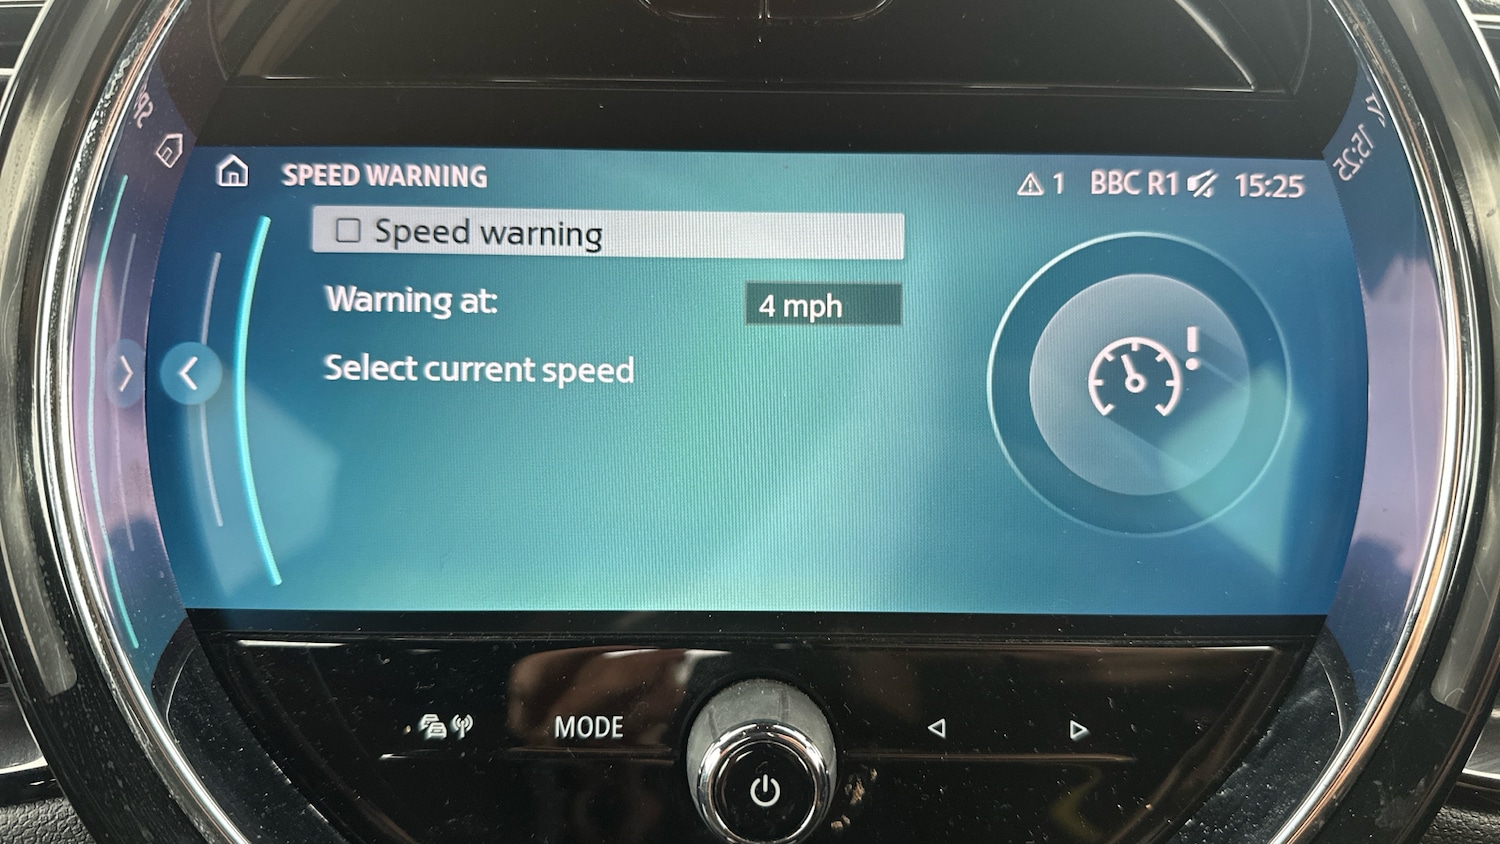 SPEED WARNING
1 BBC R1 15:25
Speed warning
Warning at: 4 mph
Select current speed
MODE